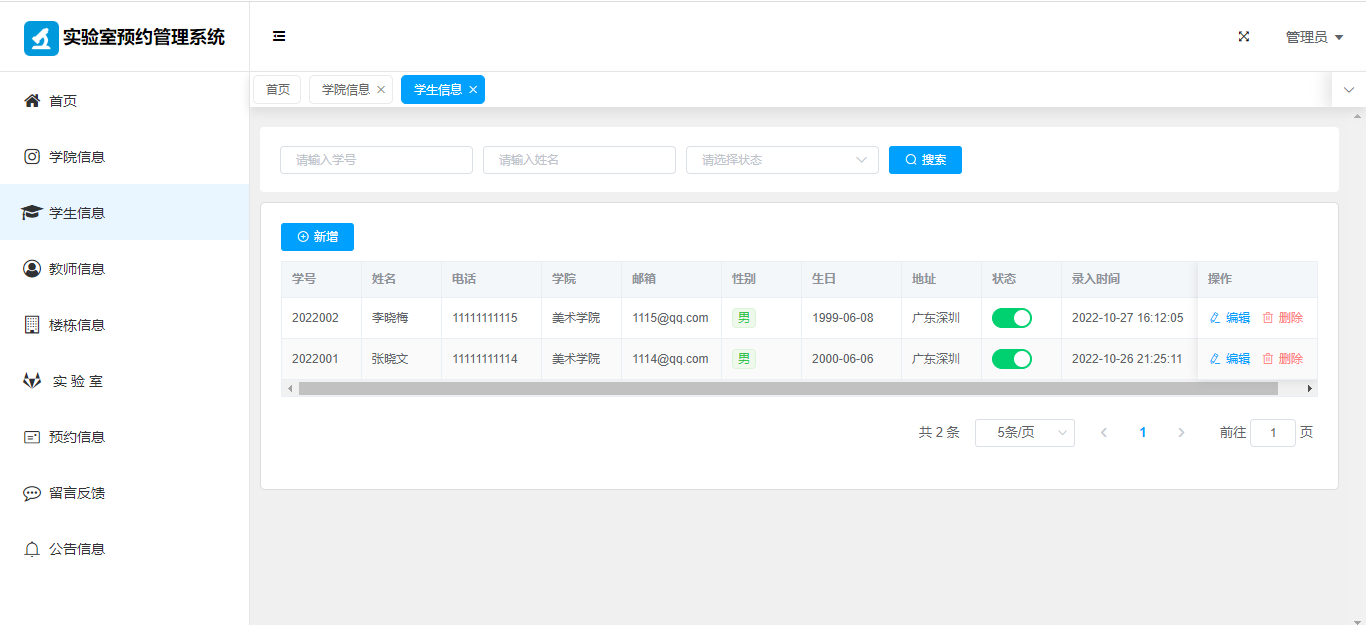 实验室预约管理系统
管理员
首页
学院信息
学生信息
教师信息
楼栋信息
实 验 室
预约信息
留言反馈
公告信息
首页 学院信息 学生信息
请输入学号 请输入姓名 请选择状态 搜索
新增
学号 姓名 电话 学院 邮箱 性别 生日 地址 状态 录入时间 操作
2022002 李晓梅 11111111115 美术学院 1115@qq.com 男 1999-06-08 广东深圳 2022-10-27 16:12:05 编辑 删除
2022001 张晓文 11111111114 美术学院 1114@qq.com 男 2000-06-06 广东深圳 2022-10-26 21:25:11 编辑 删除
共 2 条 5条/页 1 前往 1 页